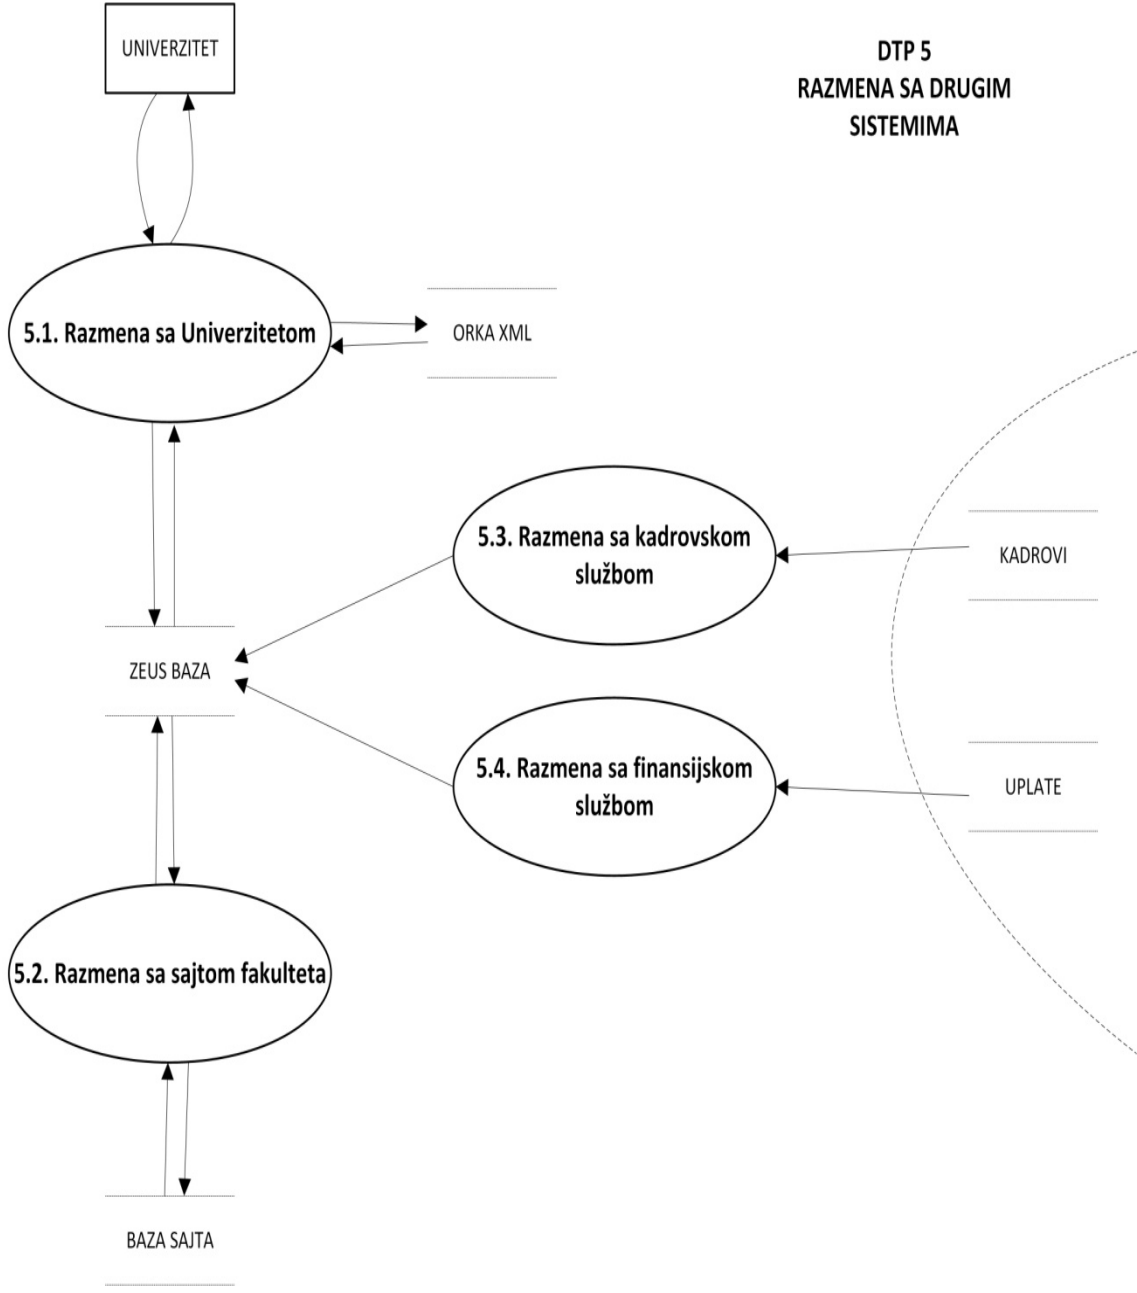 UNIVERZITET
DTP 5
RAZMENA SA DRUGIM
SISTEMIMA
5.1. Razmena sa Univerzitetom
ORKA XML
5.3. Razmena sa kadrovskom
službom
KADROVI
ZEUS BAZA
5.4. Razmena sa finansijskom
službom
UPLATE
5.2. Razmena sa sajtom fakulteta
BAZA SAJTA